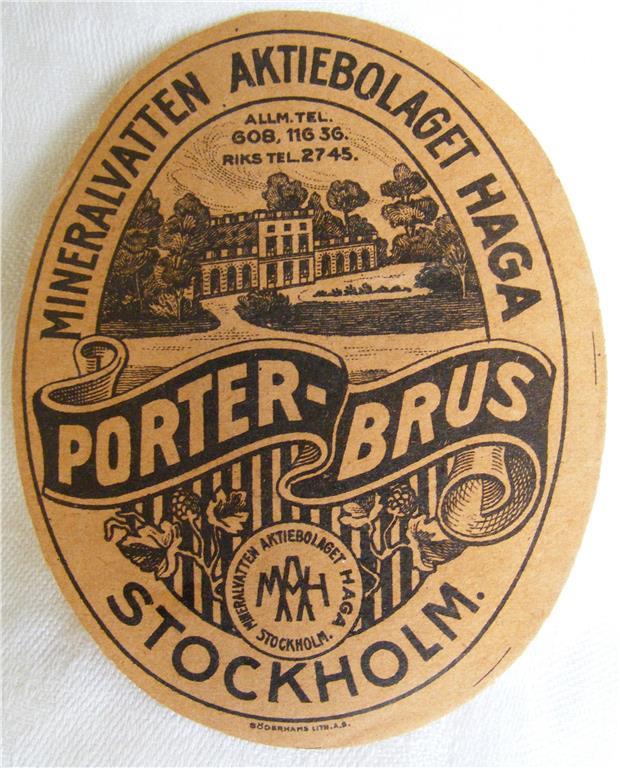 MINERALVATTEN AKTIEBOLAGET HAGA
ALLM. TEL.
608, 116 36.
RIKS TEL. 2745.
PORTER-BRUS
MINERALVATTEN AKTIEBOLAGET HAGA
STOCKHOLM.
MAH
STOCKHOLM.
SÖDERHAMS LITH. A.B.